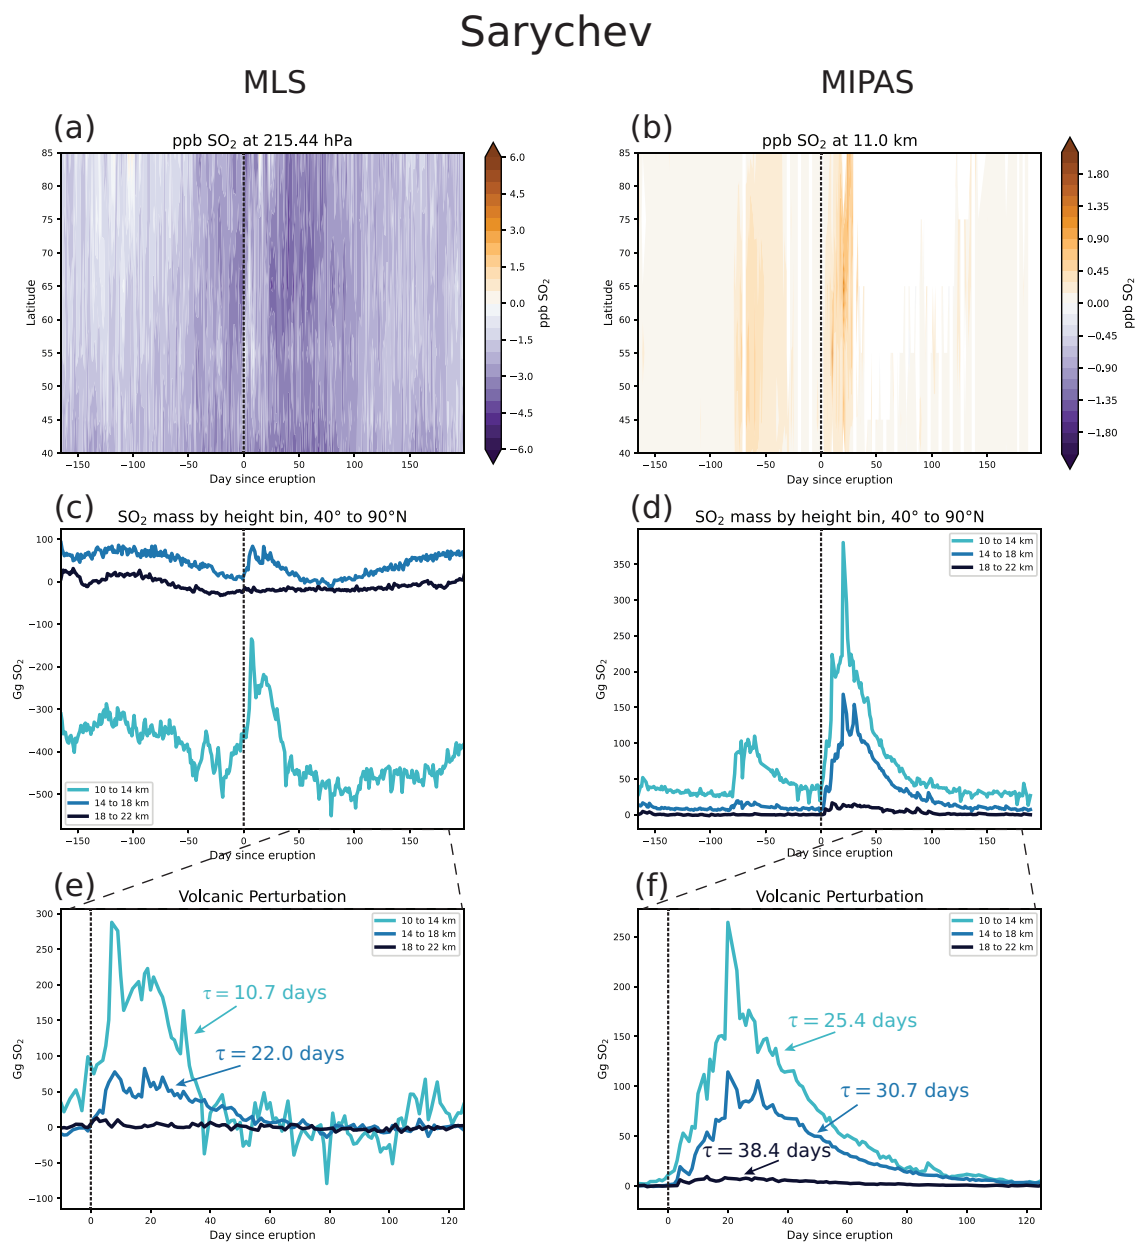 Sarychev
MLS
MIPAS
(a)
ppb SO₂ at 215.44 hPa
85
80
75
70
65
60
55
50
45
40
Latitude
−150
−100
−50
0
50
100
150
Day since eruption
6.0
4.5
3.0
1.5
0.0
−1.5
−3.0
−4.5
−6.0
ppb SO₂
(b)
ppb SO₂ at 11.0 km
85
80
75
70
65
60
55
50
45
40
Latitude
−150
−100
−50
0
50
100
150
Day since eruption
1.80
1.35
0.90
0.45
0.00
−0.45
−0.90
−1.35
−1.80
ppb SO₂
(c)
SO₂ mass by height bin, 40° to 90°N
100
0
−100
−200
−300
−400
−500
Gg SO₂
10 to 14 km
14 to 18 km
18 to 22 km
−150
−100
−50
0
50
100
150
Day since eruption
(d)
SO₂ mass by height bin, 40° to 90°N
350
300
250
200
150
100
50
0
Gg SO₂
10 to 14 km
14 to 18 km
18 to 22 km
−150
−100
−50
0
50
100
150
Day since eruption
(e)
Volcanic Perturbation
300
250
200
150
100
50
0
−50
−100
Gg SO₂
10 to 14 km
14 to 18 km
18 to 22 km
τ = 10.7 days
τ = 22.0 days
0
20
40
60
80
100
120
Day since eruption
(f)
Volcanic Perturbation
250
200
150
100
50
0
Gg SO₂
10 to 14 km
14 to 18 km
18 to 22 km
τ = 25.4 days
τ = 30.7 days
τ = 38.4 days
0
20
40
60
80
100
120
Day since eruption